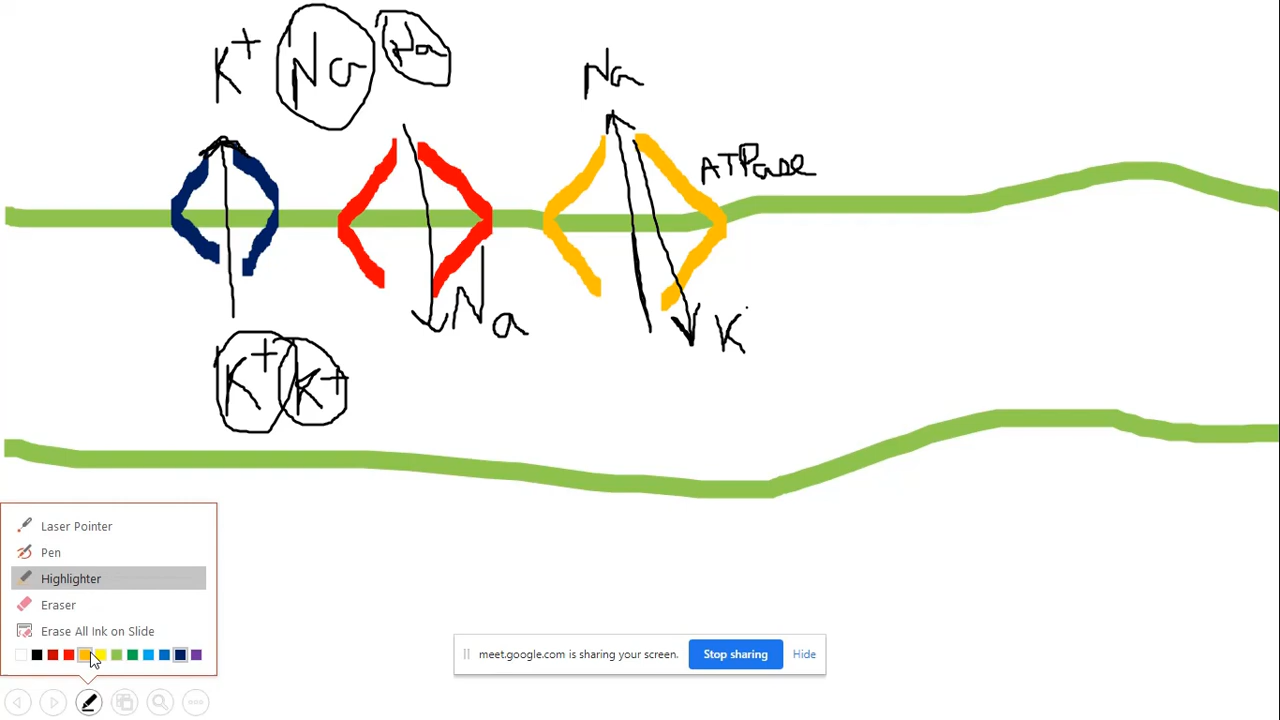 K+ Na Na Na
ATPase
Na K
K+ K+
Laser Pointer
Pen
Highlighter
Eraser
Erase All Ink on Slide
meet.google.com is sharing your screen. Stop sharing Hide